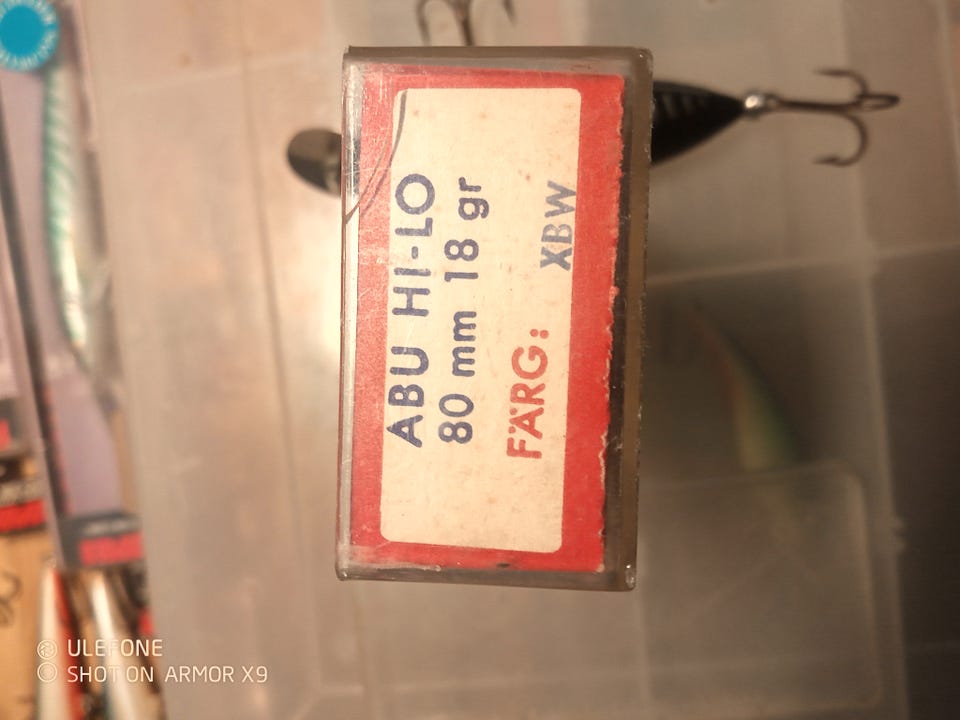 ABU HI-LO
80 mm 18 gr
FÄRG: XBW
ULEFONE
SHOT ON ARMOR X9